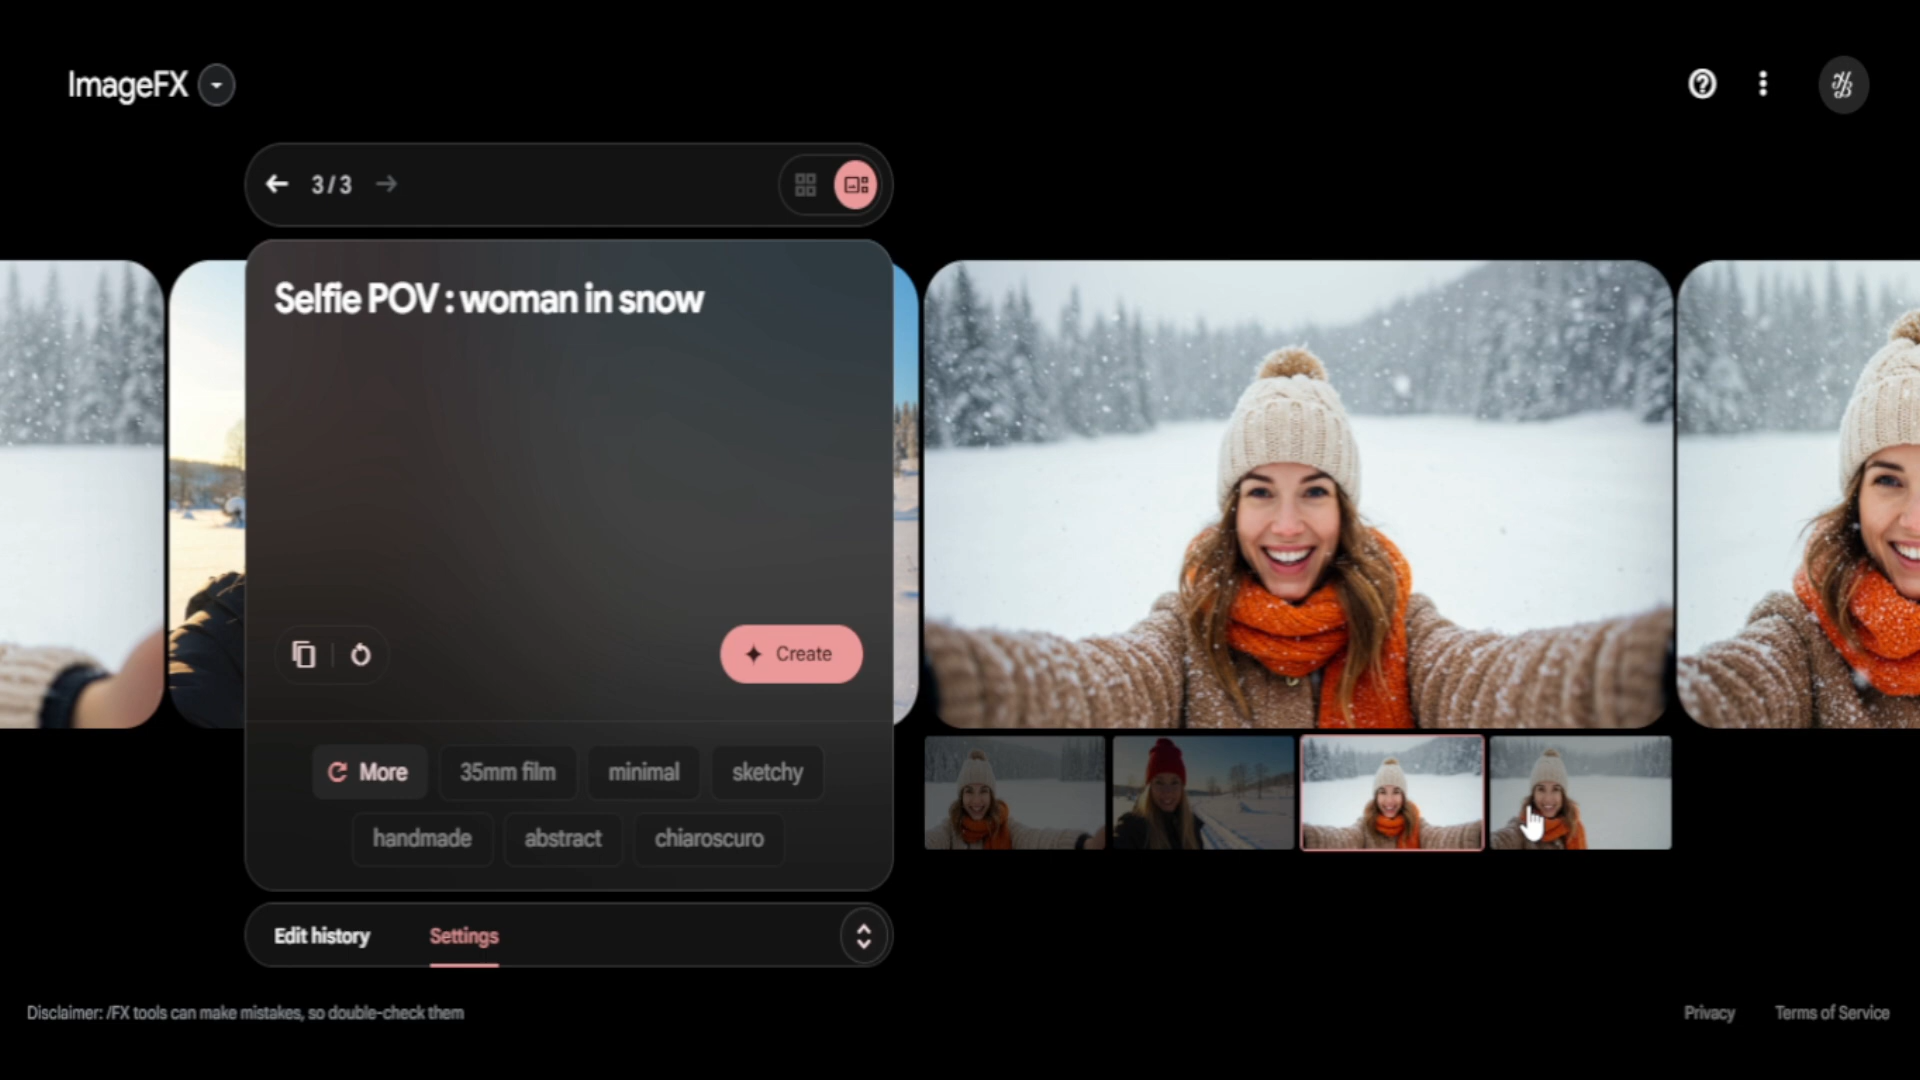 ImageFX
3/3
Selfie POV : woman in snow
Create
More
35mm film
minimal
sketchy
handmade
abstract
chiaroscuro
Edit history
Settings
Disclaimer: /FX tools can make mistakes, so double-check them
Privacy
Terms of Service